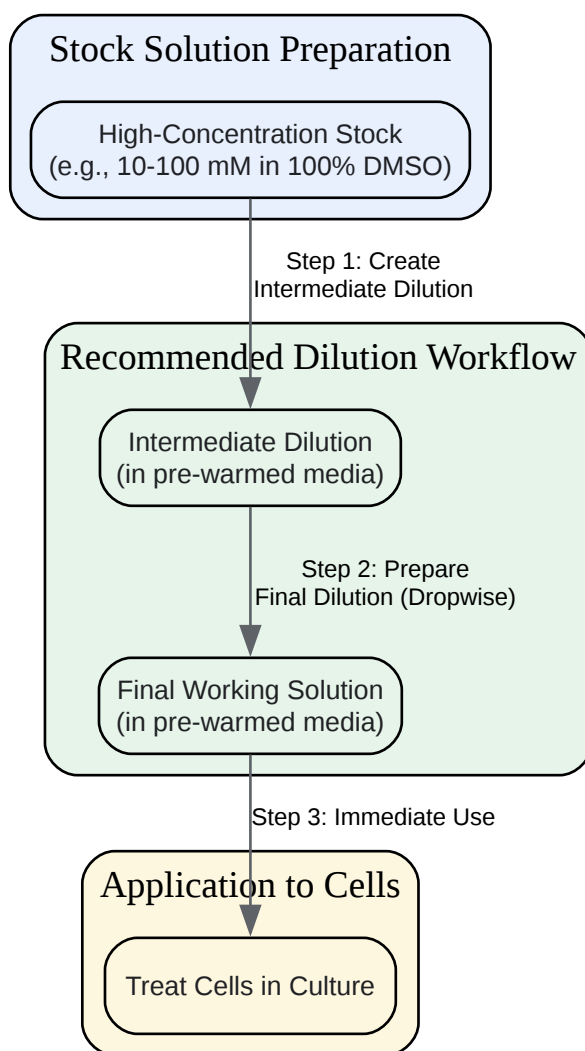 Stock Solution Preparation
High-Concentration Stock
(e.g., 10-100 mM in 100% DMSO)
Step 1: Create
Intermediate Dilution
Recommended Dilution Workflow
Intermediate Dilution
(in pre-warmed media)
Step 2: Prepare
Final Dilution (Dropwise)
Final Working Solution
(in pre-warmed media)
Step 3: Immediate Use
Application to Cells
Treat Cells in Culture